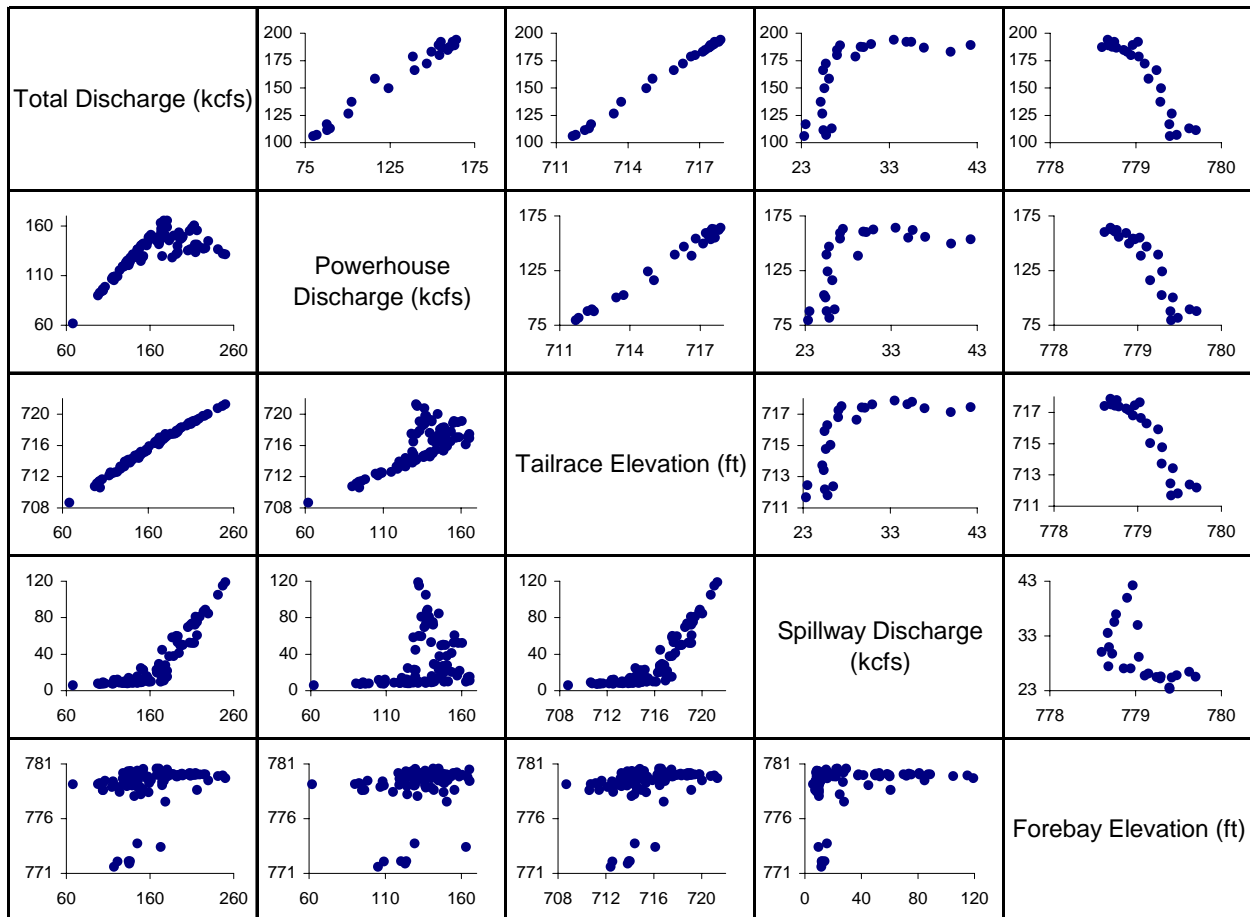 Total Discharge (kcfs)
200
175
150
125
100
75 125 175
200
175
150
125
100
711 714 717
200
175
150
125
100
23 33 43
200
175
150
125
100
778 779 780
160
110
60
60 160 260
Powerhouse
Discharge (kcfs)
175
125
75
711 714 717
175
125
75
23 33 43
175
125
75
778 779 780
720
716
712
708
60 160 260
720
716
712
708
60 110 160
Tailrace Elevation (ft)
717
715
713
711
23 33 43
717
715
713
711
778 779 780
120
80
40
0
60 160 260
120
80
40
0
60 110 160
120
80
40
0
708 712 716 720
Spillway Discharge
(kcfs)
43
33
23
778 779 780
781
776
771
60 160 260
781
776
771
60 110 160
781
776
771
708 712 716 720
781
776
771
0 40 80 120
Forebay Elevation (ft)